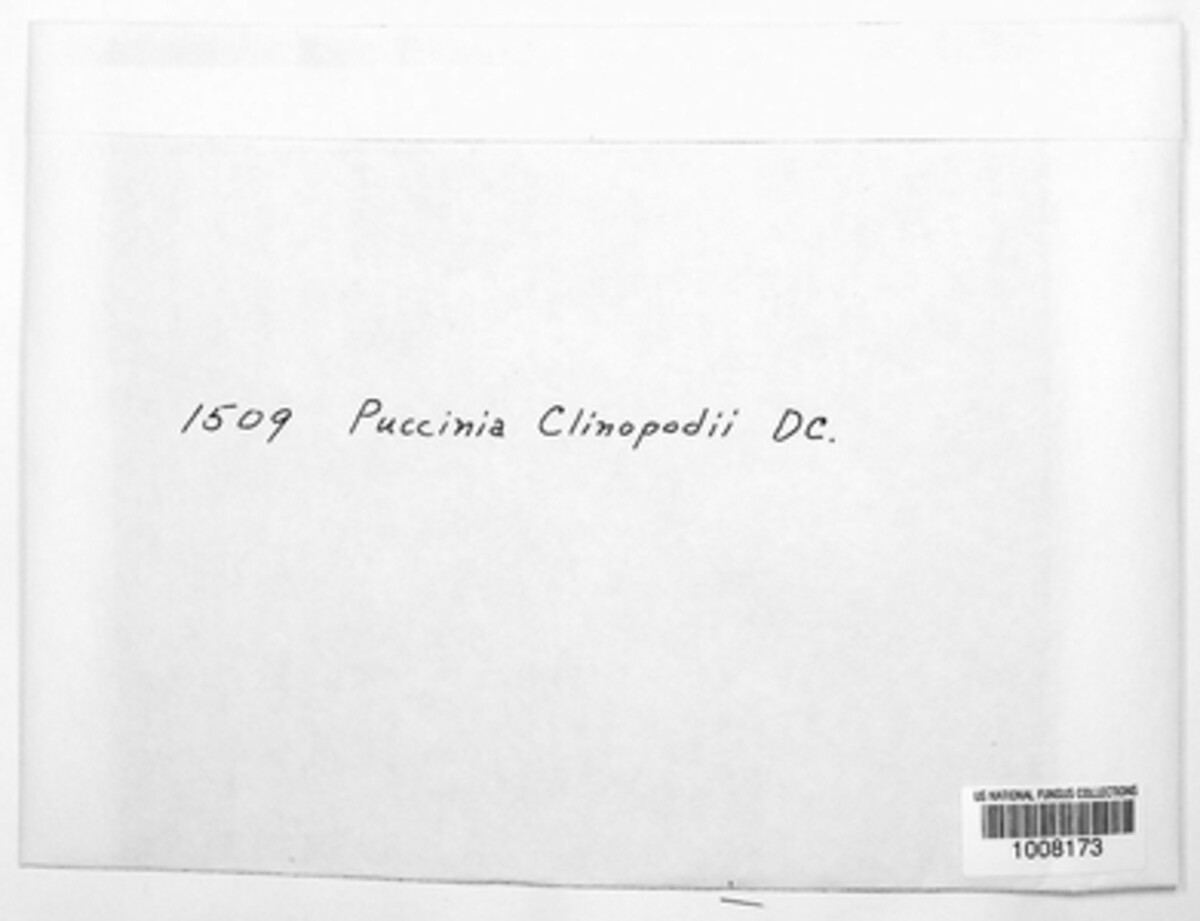 1509 Puccinia Clinopodii DC.
US NATIONAL FUNGUS COLLECTIONS
1008173